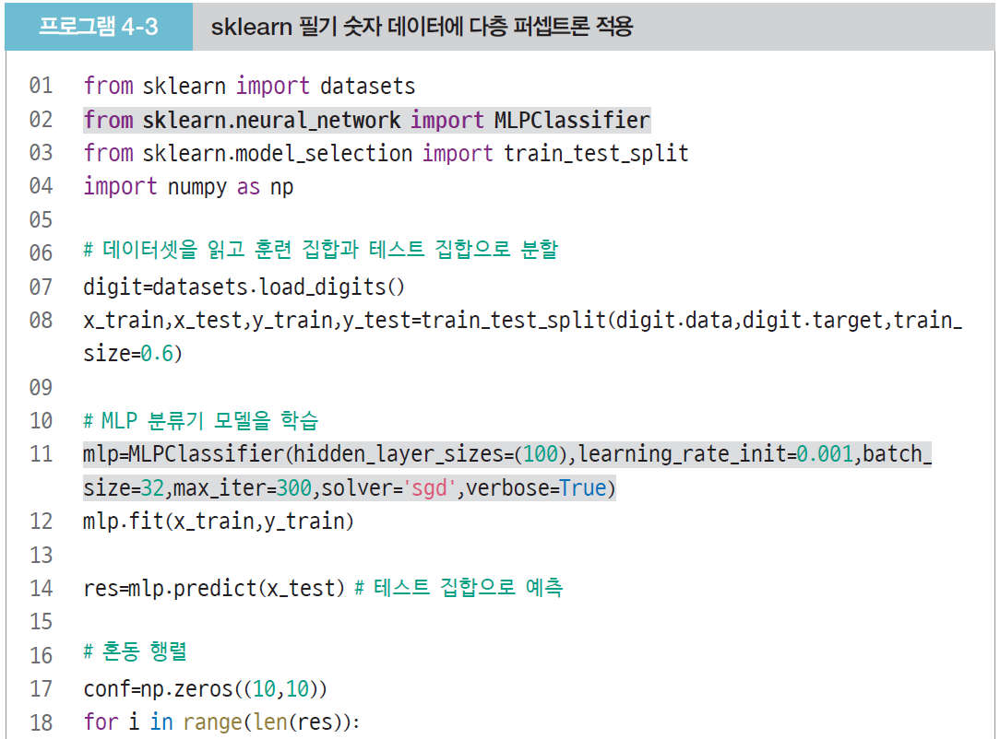 프로그램 4-3 sklearn 필기 숫자 데이터에 다층 퍼셉트론 적용
01 from sklearn import datasets
02 from sklearn.neural_network import MLPClassifier
03 from sklearn.model_selection import train_test_split
04 import numpy as np
05
06 # 데이터셋을 읽고 훈련 집합과 테스트 집합으로 분할
07 digit=datasets.load_digits()
08 x_train,x_test,y_train,y_test=train_test_split(digit.data,digit.target,train_
size=0.6)
09
10 # MLP 분류기 모델을 학습
11 mlp=MLPClassifier(hidden_layer_sizes=(100),learning_rate_init=0.001,batch_
size=32,max_iter=300,solver='sgd',verbose=True)
12 mlp.fit(x_train,y_train)
13
14 res=mlp.predict(x_test) # 테스트 집합으로 예측
15
16 # 혼동 행렬
17 conf=np.zeros((10,10))
18 for i in range(len(res)):